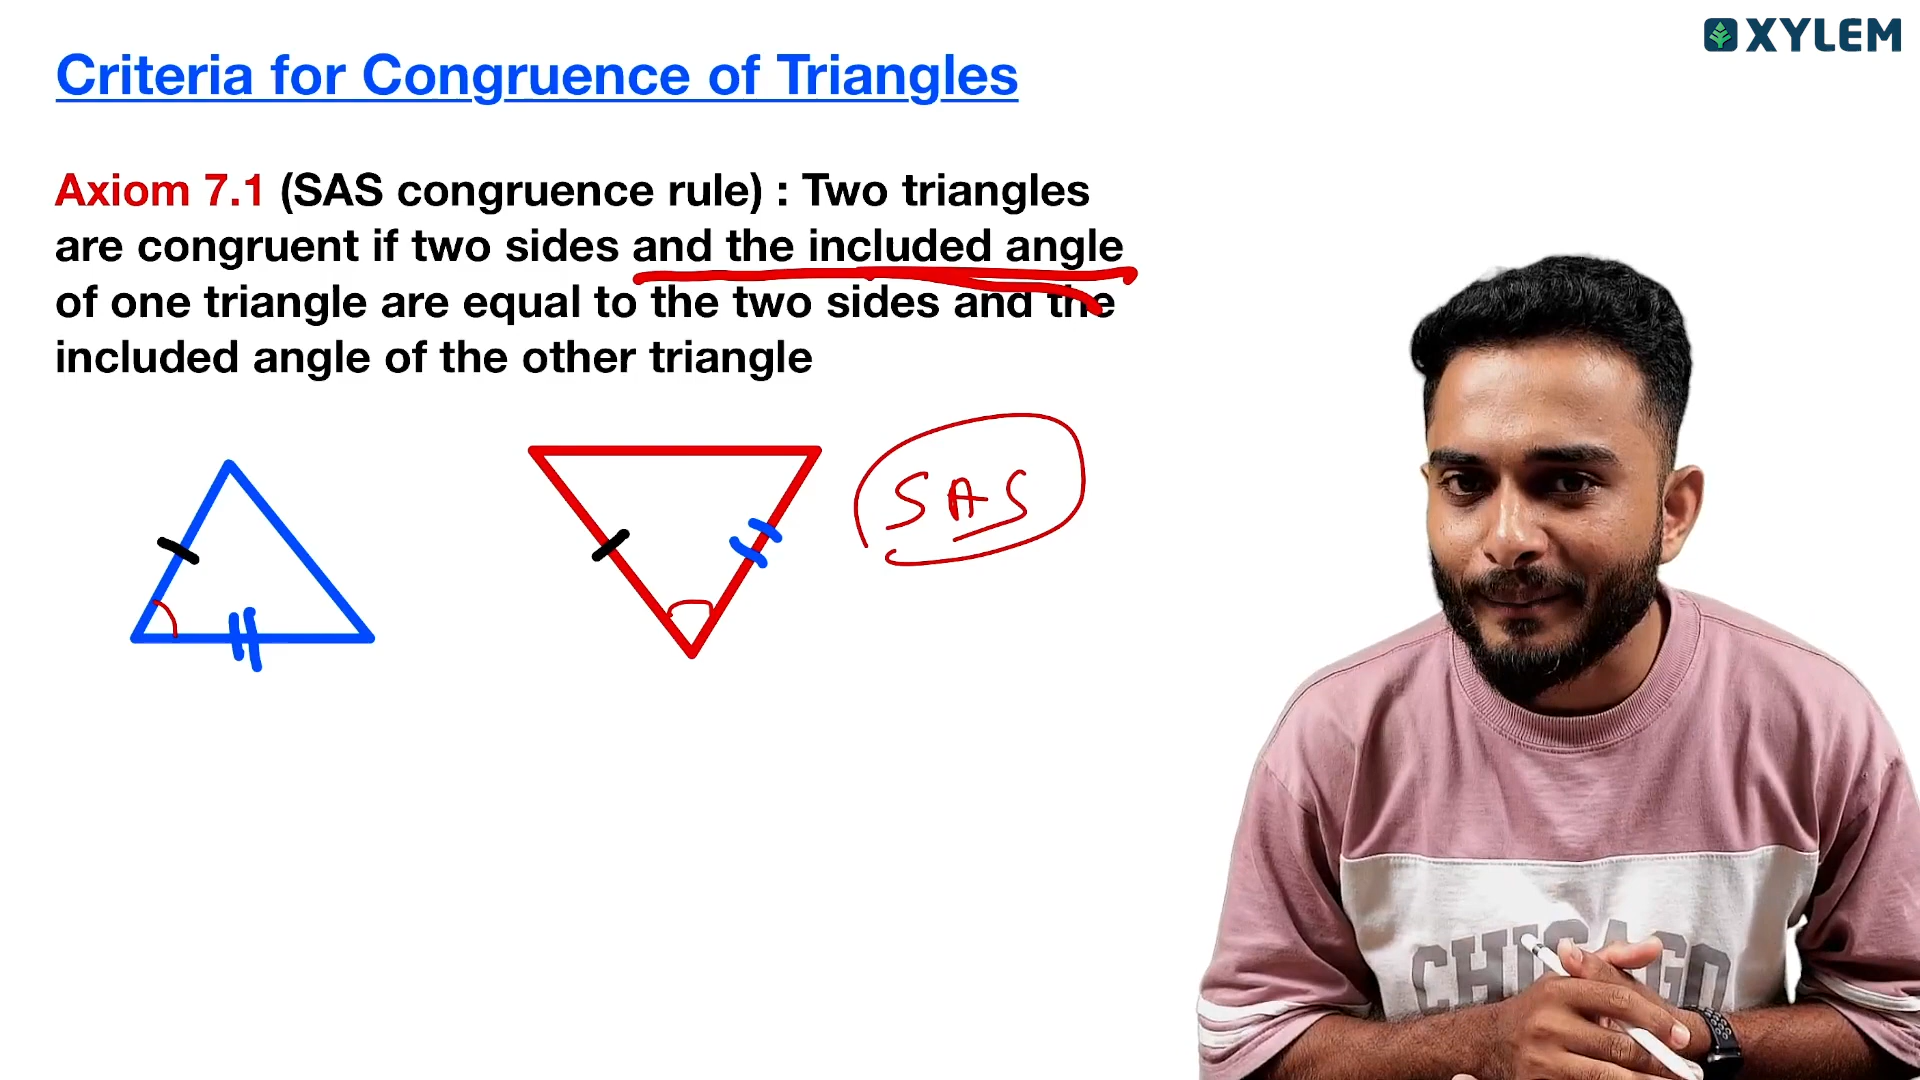 XYLEM
Criteria for Congruence of Triangles
Axiom 7.1 (SAS congruence rule) : Two triangles
are congruent if two sides and the included angle
of one triangle are equal to the two sides and the
included angle of the other triangle
SAS
CHICAGO